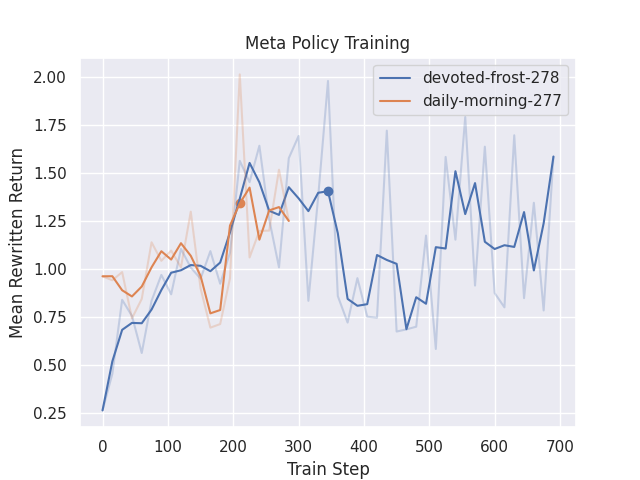 Meta Policy Training
devoted-frost-278
daily-morning-277
Mean Rewritten Return
2.00
1.75
1.50
1.25
1.00
0.75
0.50
0.25
0 100 200 300 400 500 600 700
Train Step